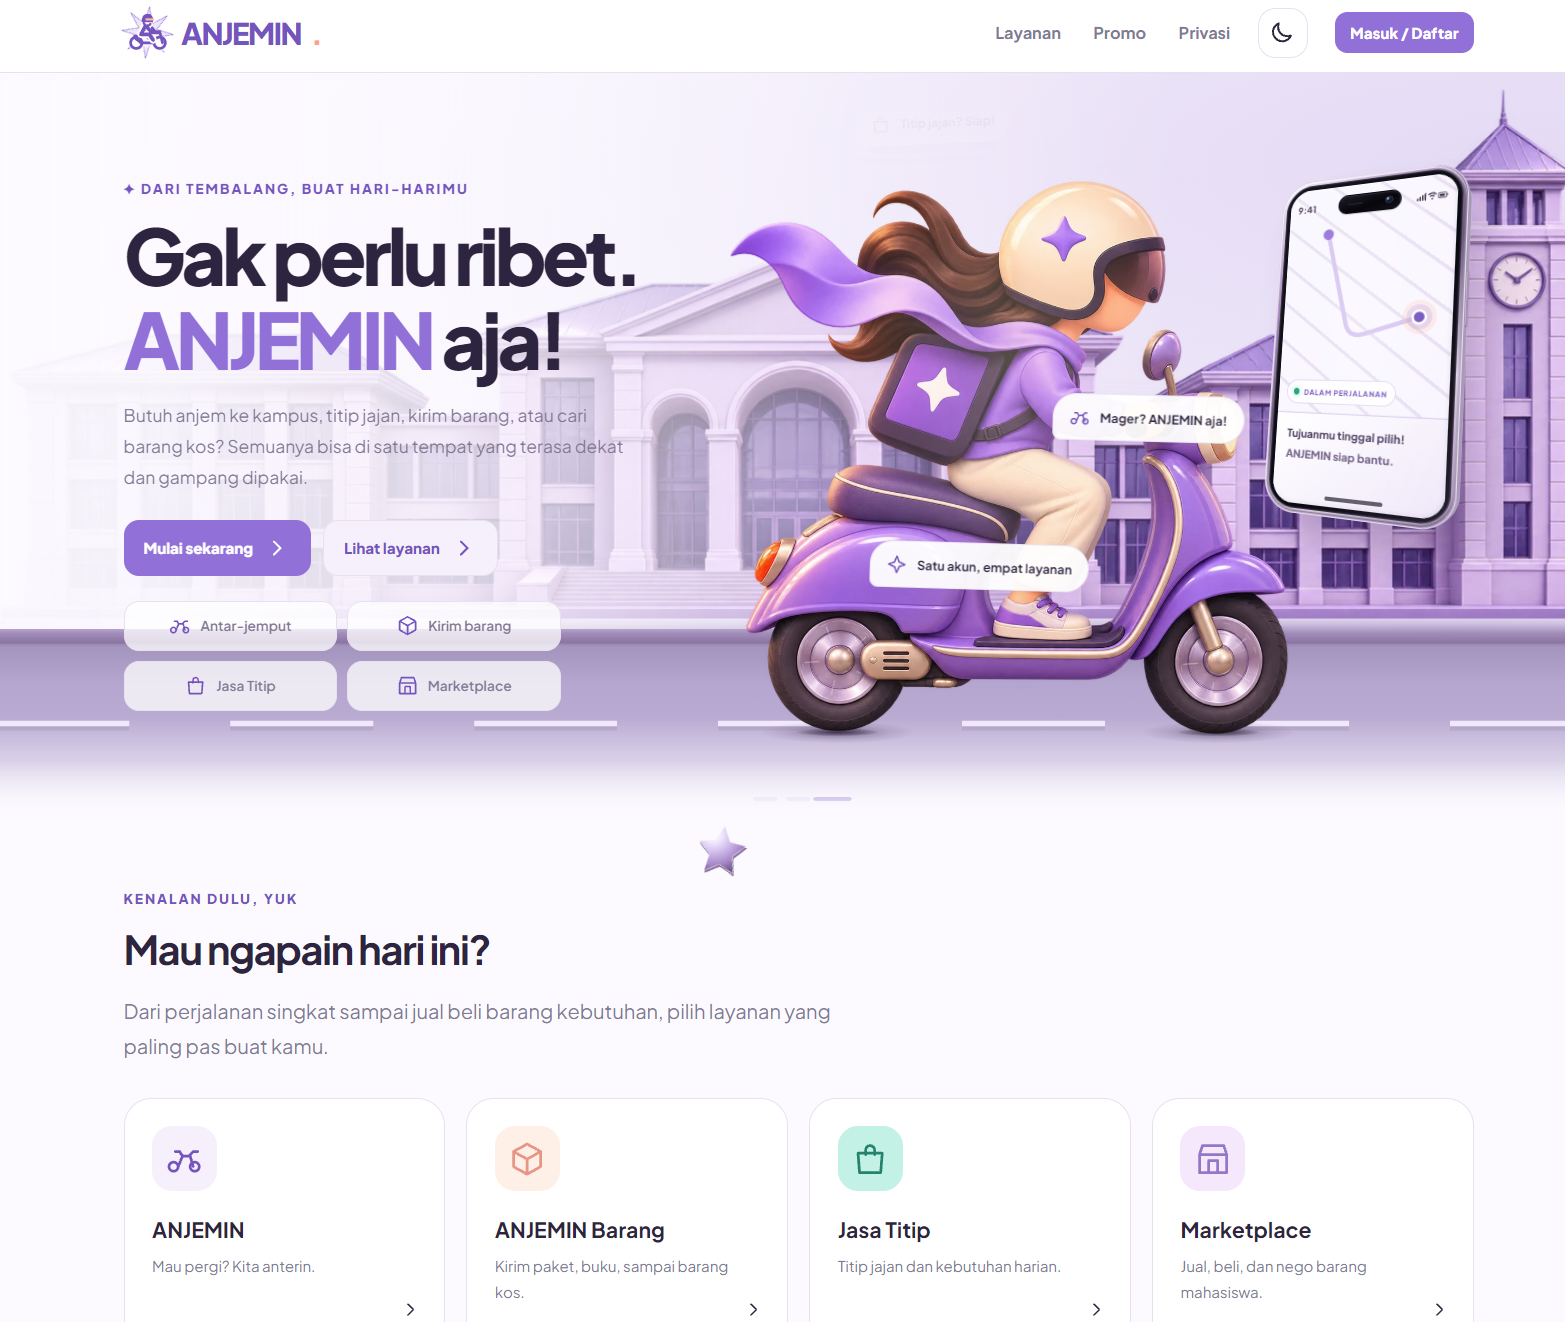 ANJEMIN.
Layanan
Promo
Privasi
Masuk / Daftar
Titip jajan? Siap!
✦ DARI TEMBALANG, BUAT HARI-HARIMU
Gak perlu ribet.
ANJEMIN aja!
Butuh anjem ke kampus, titip jajan, kirim barang, atau cari
barang kos? Semuanya bisa di satu tempat yang terasa dekat
dan gampang dipakai.
Mulai sekarang
Lihat layanan
Antar-jemput
Kirim barang
Jasa Titip
Marketplace
Mager? ANJEMIN aja!
Satu akun, empat layanan
9:41
DALAM PERJALANAN
Tujuanmu tinggal pilih!
ANJEMIN siap bantu.
KENALAN DULU, YUK
Mau ngapain hari ini?
Dari perjalanan singkat sampai jual beli barang kebutuhan, pilih layanan yang
paling pas buat kamu.
ANJEMIN
Mau pergi? Kita anterin.
ANJEMIN Barang
Kirim paket, buku, sampai barang
kos.
Jasa Titip
Titip jajan dan kebutuhan harian.
Marketplace
Jual, beli, dan nego barang
mahasiswa.